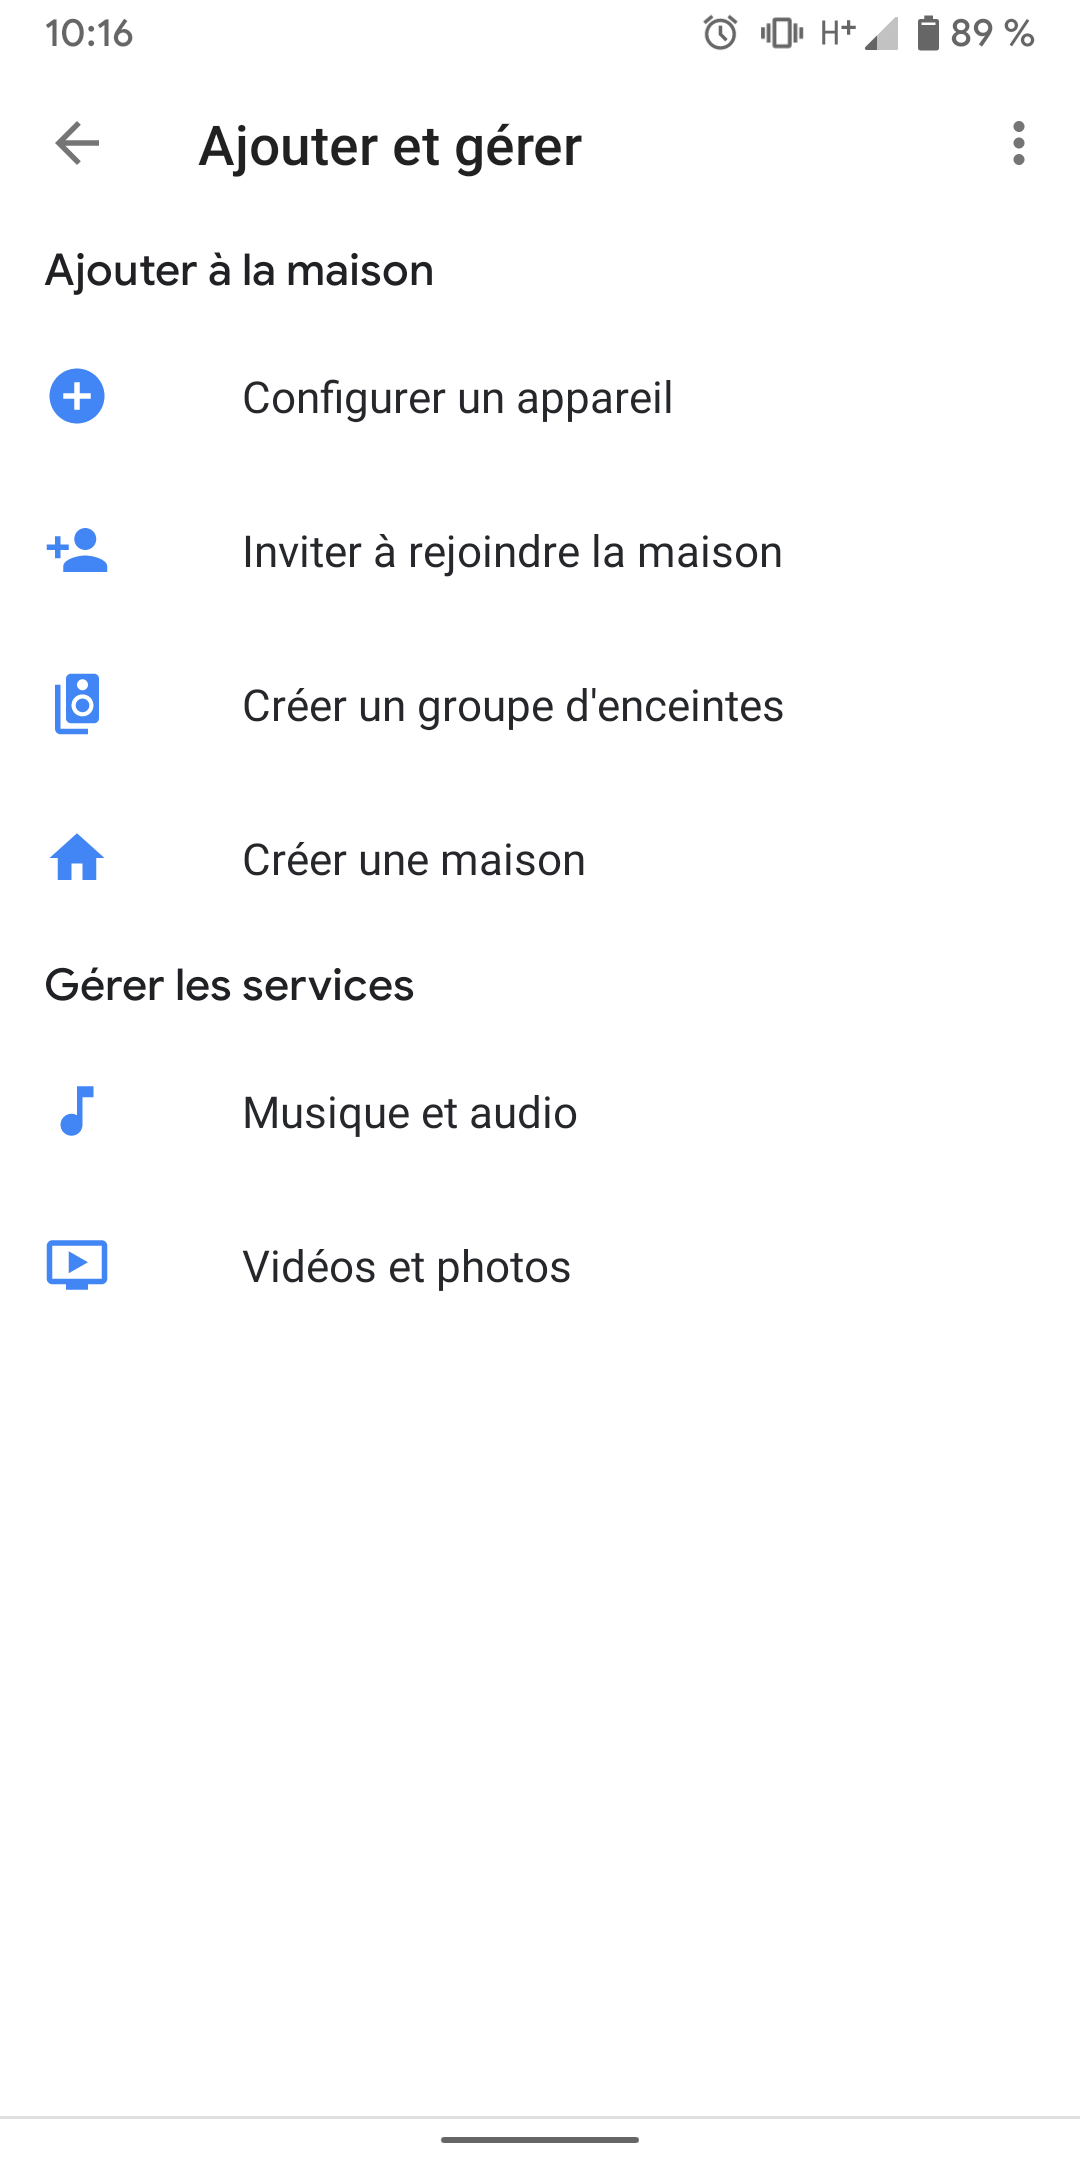 10:16 H+ 89 %
Ajouter et gérer
Ajouter à la maison
Configurer un appareil
Inviter à rejoindre la maison
Créer un groupe d'enceintes
Créer une maison
Gérer les services
Musique et audio
Vidéos et photos